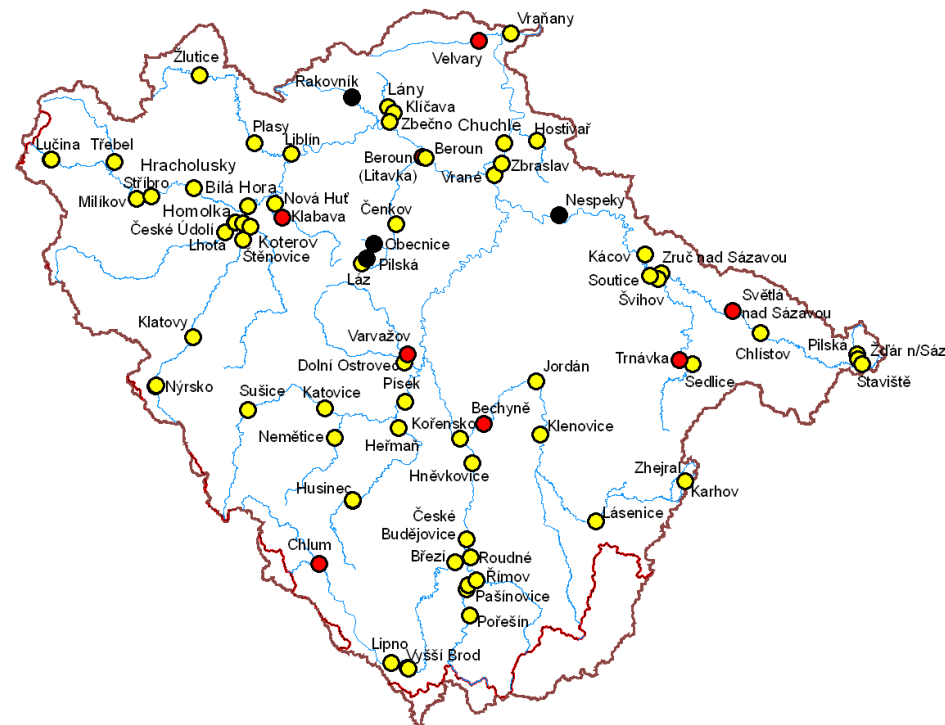 Vraňany
Velvary
Žlutice
Rakovník
Lány
Klíčava
Zbečno
Plasy
Liblín
Chuchle
Hostivař
Lučina
Třebel
Beroun
Beroun
(Litavka)
Zbraslav
Vrané
Hracholusky
Stříbro
Bílá Hora
Milíkov
Nová Huť
Klabava
Homolka
České Údolí
Lhota
Koterov
Štěnovice
Čenkov
Nespeky
Obecnice
Pilská
Láz
Kácov
Zruč nad Sázavou
Soutice
Švihov
Světlá
nad Sázavou
Klatovy
Varvažov
Dolní Ostrovec
Chlístov
Pilská
Žďár n/Sáz
Staviště
Trnávka
Sedlice
Jordán
Nýrsko
Sušice
Katovice
Písek
Bechyně
Kořensko
Klenovice
Nemětice
Heřmaň
Hněvkovice
Zhejral
Karhov
Husinec
Lásenice
České
Budějovice
Chlum
Březí
Roudné
Římov
Pašínovice
Pořešín
Lipno
Vyšší Brod